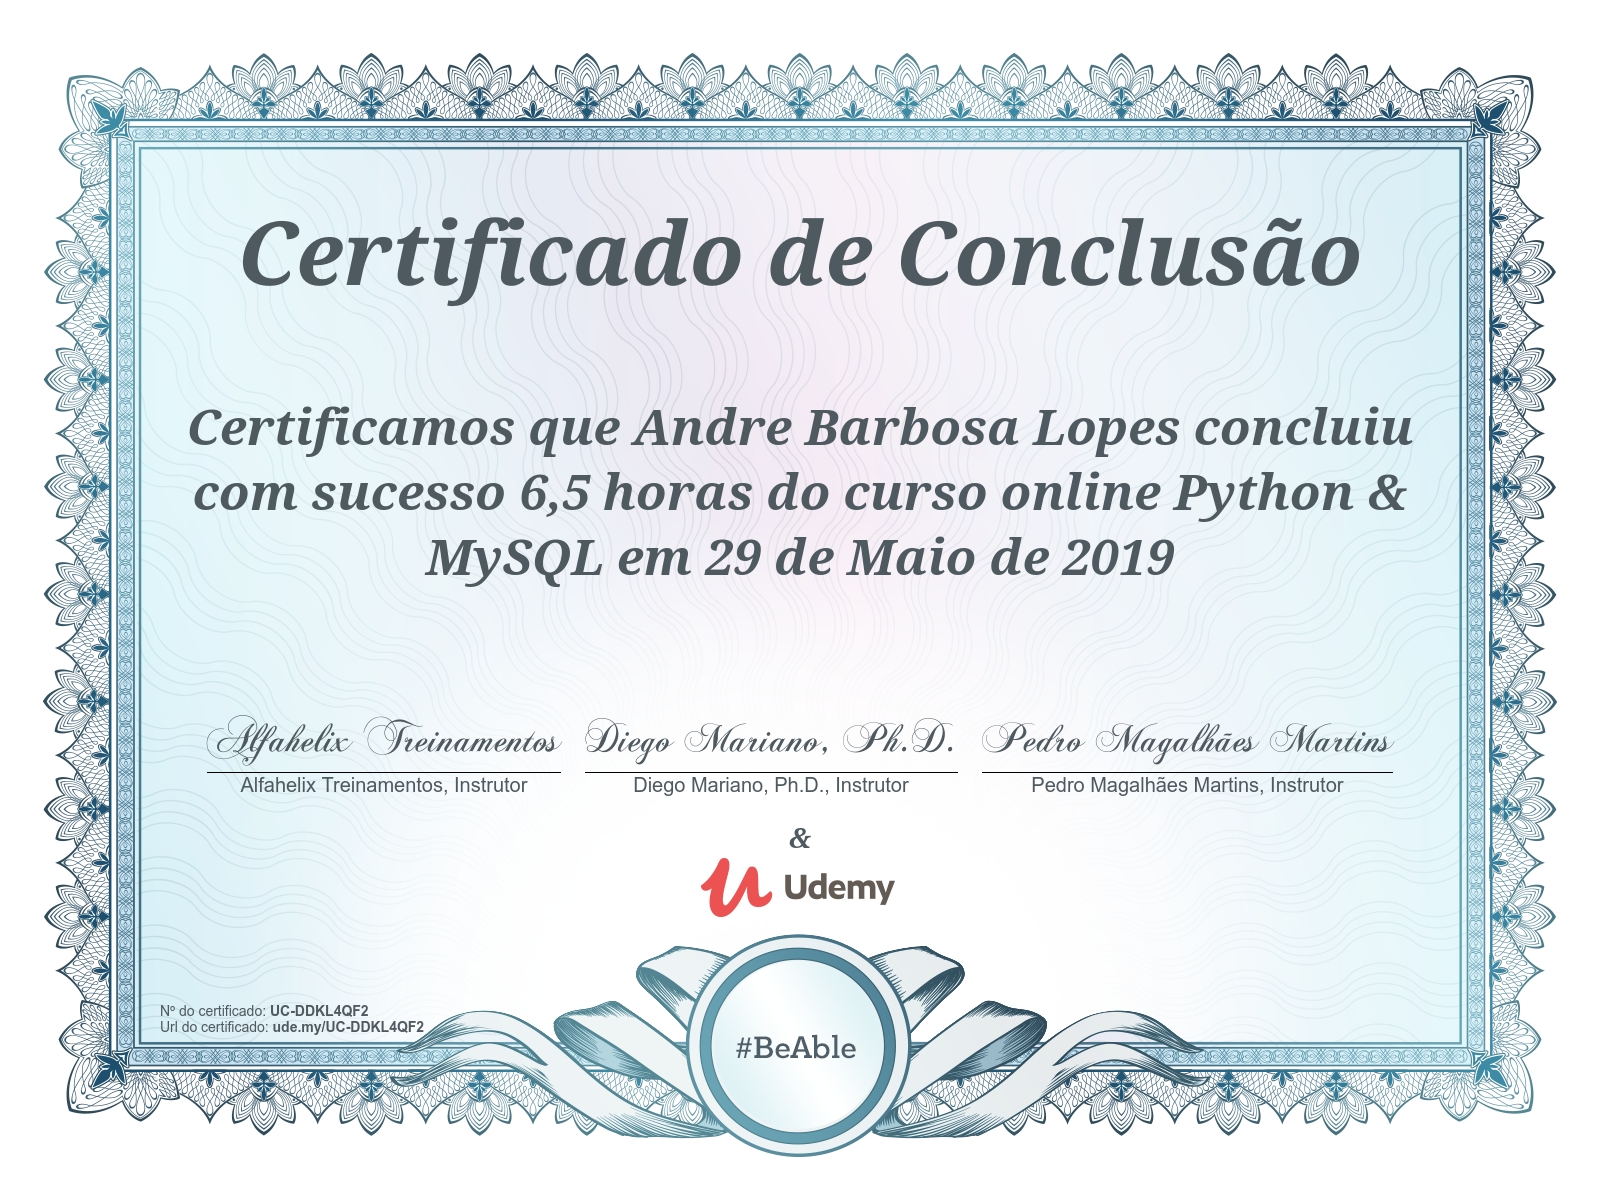 Certificado de Conclusão
Certificamos que Andre Barbosa Lopes concluiu
com sucesso 6,5 horas do curso online Python &
MySQL em 29 de Maio de 2019
Alfahelix Treinamentos Diego Mariano, Ph.D. Pedro Magalhães Martins
Alfahelix Treinamentos, Instrutor Diego Mariano, Ph.D., Instrutor Pedro Magalhães Martins, Instrutor
&
Udemy
Nº do certificado: UC-DDKL4QF2
Url do certificado: ude.my/UC-DDKL4QF2
#BeAble